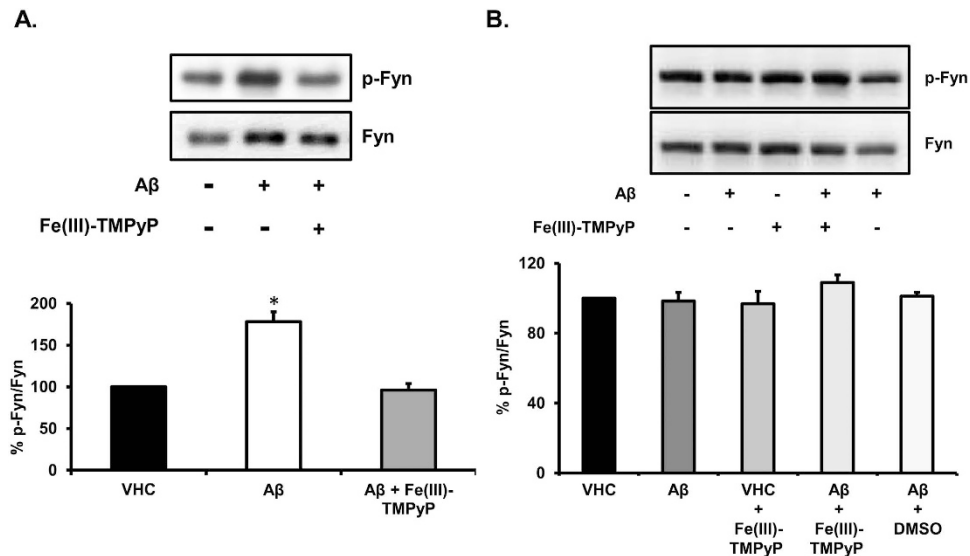 A.
p-Fyn
Fyn
Aβ - + +
Fe(III)-TMPyP - - +
% p-Fyn/Fyn
200
150
100
50
0
*
VHC
Aβ
Aβ + Fe(III)-
TMPyP
B.
p-Fyn
Fyn
Aβ - + - + +
Fe(III)-TMPyP - - + + -
% p-Fyn/Fyn
120
80
40
0
VHC
Aβ
VHC
+
Fe(III)-
TMPyP
Aβ
+
Fe(III)-
TMPyP
Aβ
+
DMSO